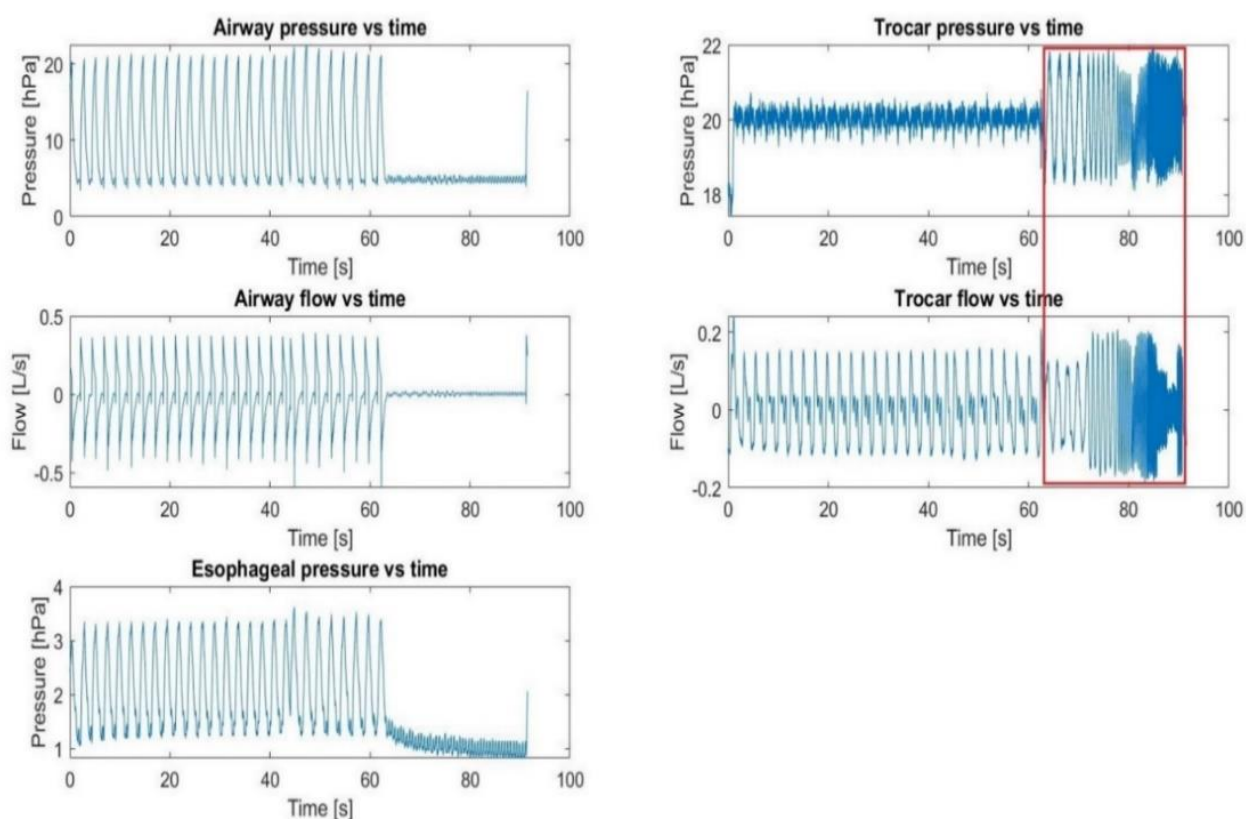 Airway pressure vs time
Pressure [hPa]
20
10
0
0 20 40 60 80 100
Time [s]
Trocar pressure vs time
Pressure [hPa]
22
20
18
0 20 40 60 80 100
Time [s]
Airway flow vs time
Flow [L/s]
0.5
0
-0.5
0 20 40 60 80 100
Time [s]
Trocar flow vs time
Flow [L/s]
0.2
0
-0.2
0 20 40 60 80 100
Time [s]
Esophageal pressure vs time
Pressure [hPa]
4
3
2
1
0 20 40 60 80 100
Time [s]